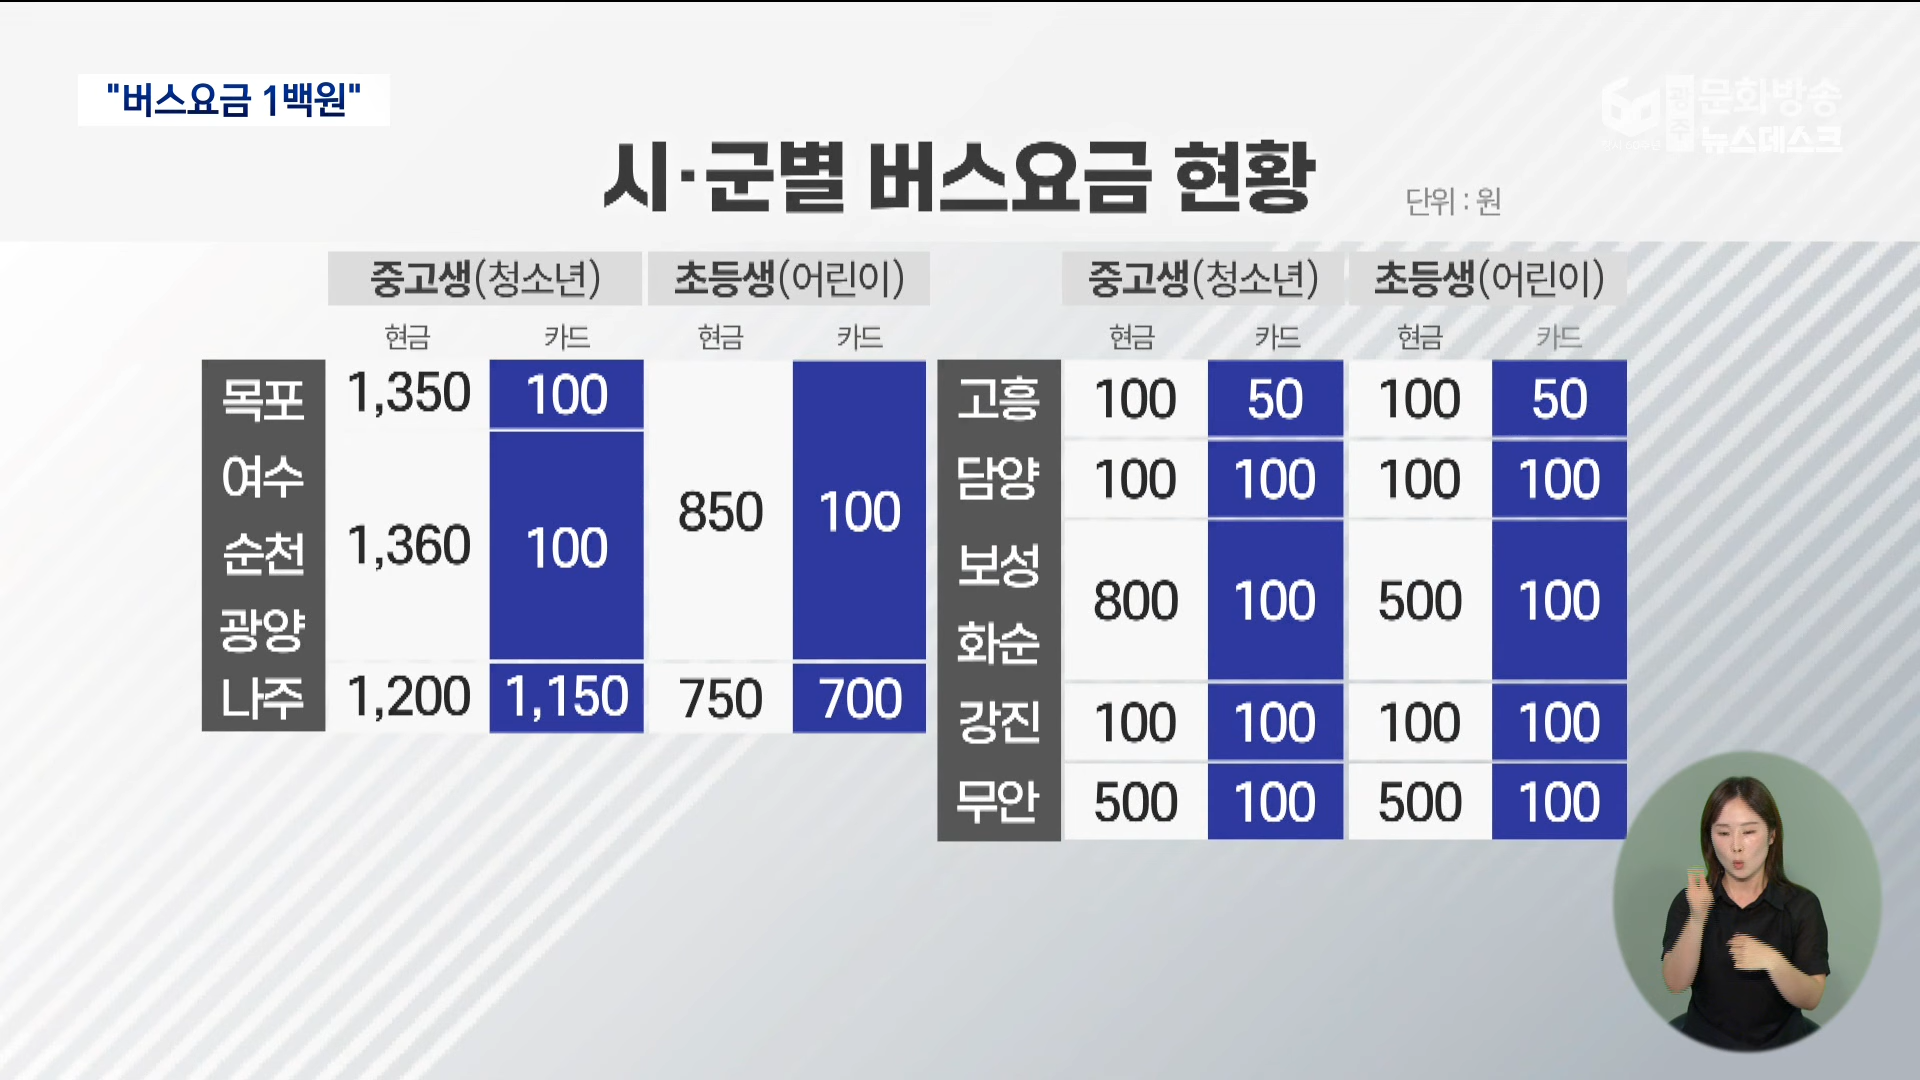 "버스요금 1백원"
광주
문화방송
뉴스데스크
시·군별 버스요금 현황
단위 : 원
중고생(청소년) 초등생(어린이)
현금 카드 현금 카드
목포 1,350 100
여수
순천 1,360 100 850 100
광양
나주 1,200 1,150 750 700
중고생(청소년) 초등생(어린이)
현금 카드 현금 카드
고흥 100 50 100 50
담양 100 100 100 100
보성
800 100 500 100
화순
강진 100 100 100 100
무안 500 100 500 100